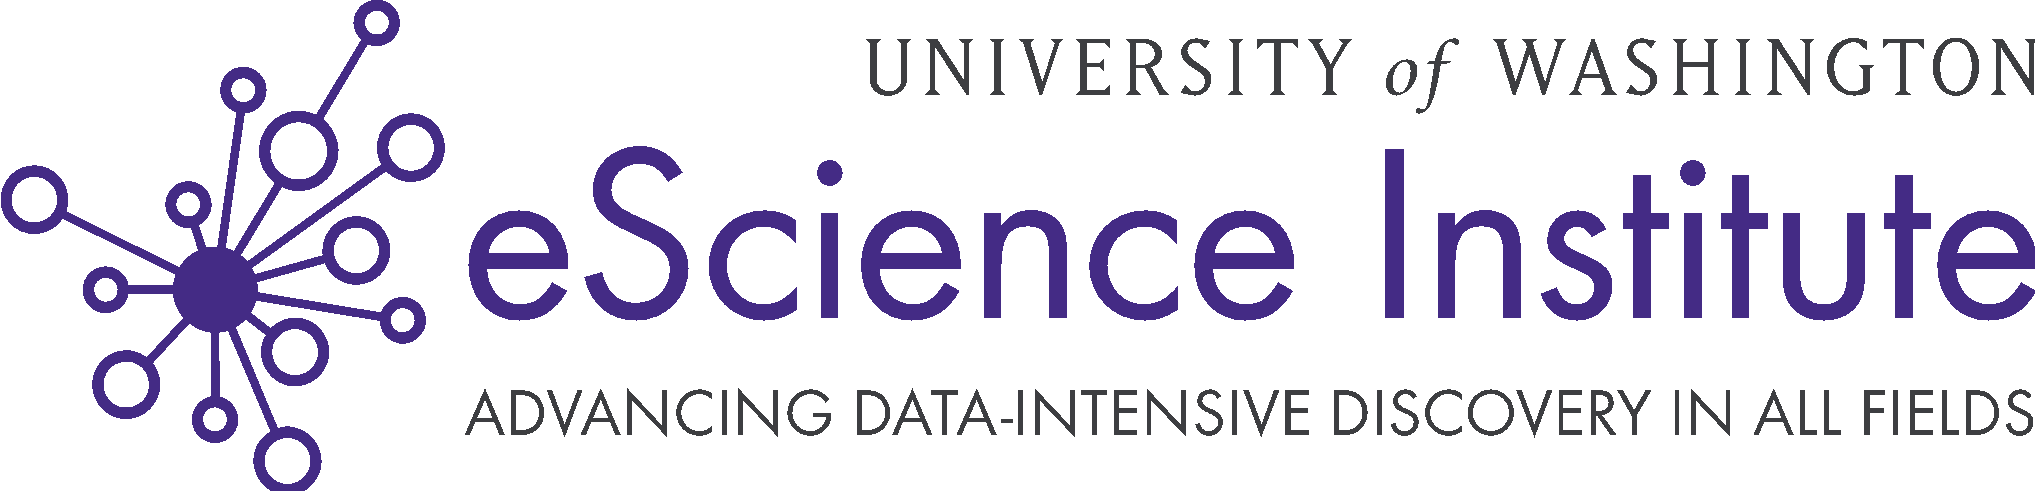 UNIVERSITY of WASHINGTON
eScience Institute
ADVANCING DATA-INTENSIVE DISCOVERY IN ALL FIELDS